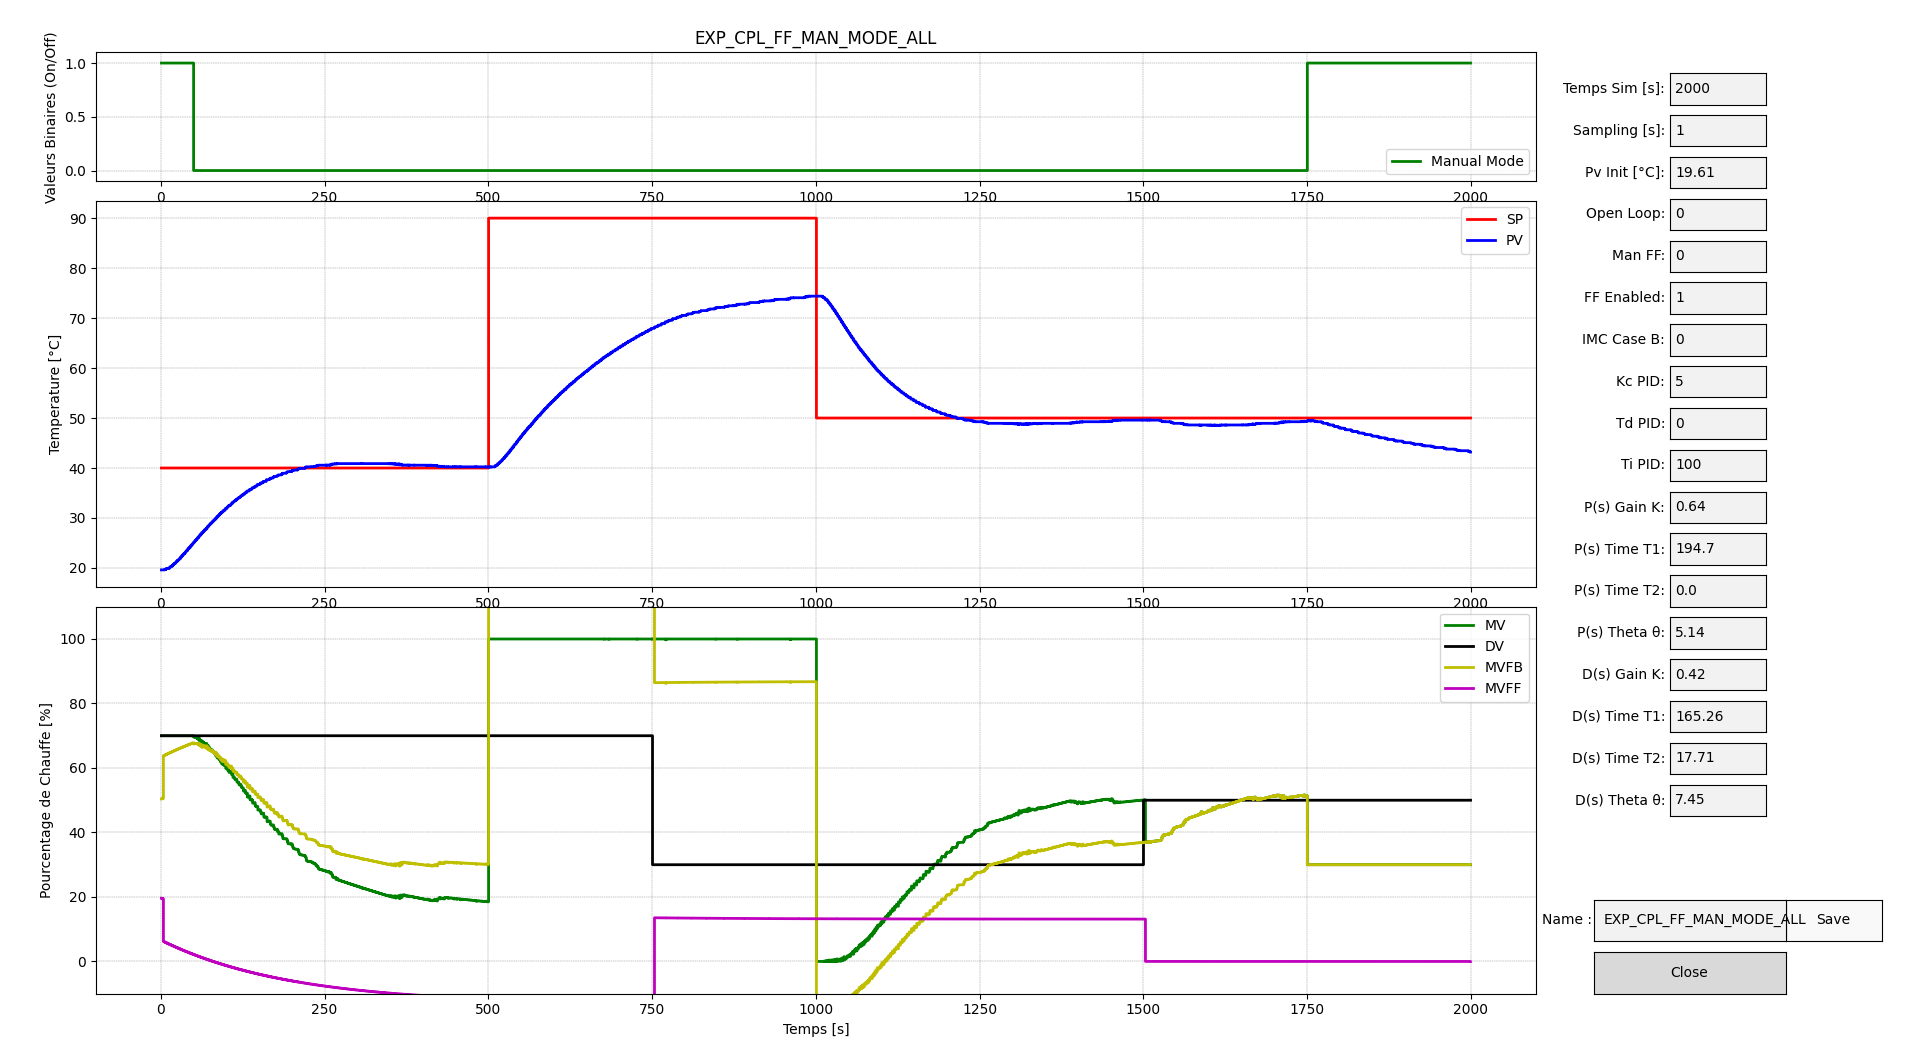 EXP_CPL_FF_MAN_MODE_ALL
Valeurs Binaires (On/Off)
1.0
0.5
0.0
Manual Mode
0 250 500 750 1000 1250 1500 1750 2000
Temperature [°C]
90
80
70
60
50
40
30
20
SP
PV
0 250 500 750 1000 1250 1500 1750 2000
Pourcentage de Chauffe [%]
100
80
60
40
20
0
MV
DV
MVFB
MVFF
0 250 500 750 1000 1250 1500 1750 2000
Temps [s]
Temps Sim [s]: 2000
Sampling [s]: 1
Pv Init [°C]: 19.61
Open Loop: 0
Man FF: 0
FF Enabled: 1
IMC Case B: 0
Kc PID: 5
Td PID: 0
Ti PID: 100
P(s) Gain K: 0.64
P(s) Time T1: 194.7
P(s) Time T2: 0.0
P(s) Theta θ: 5.14
D(s) Gain K: 0.42
D(s) Time T1: 165.26
D(s) Time T2: 17.71
D(s) Theta θ: 7.45
Name : EXP_CPL_FF_MAN_MODE_ALL Save
Close